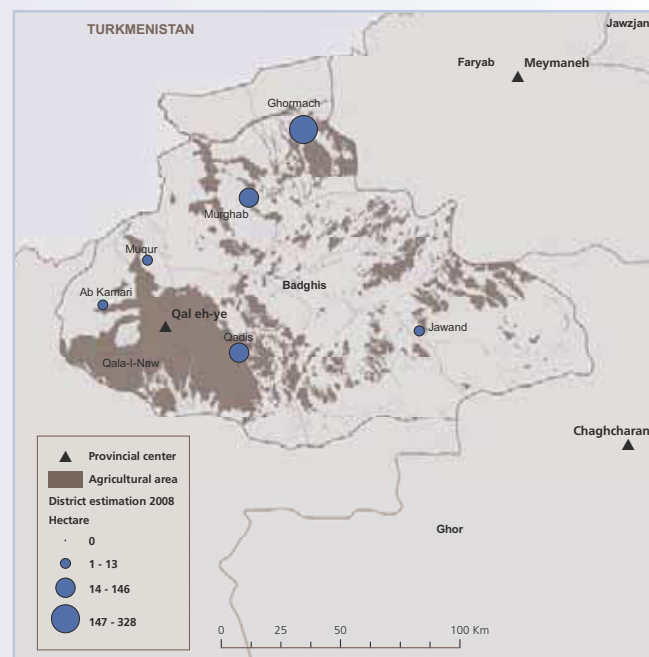 TURKMENISTAN
Jawzjan
Faryab
Meymaneh
Ghormach
Murghab
Muqur
Badghis
Ab Kamari
Qal eh-ye
Jawand
Qadis
Qala-I-Naw
Chaghcharan
Ghor
Provincial center
Agricultural area
District estimation 2008
Hectare
0
1 - 13
14 - 146
147 - 328
0 25 50 100 Km